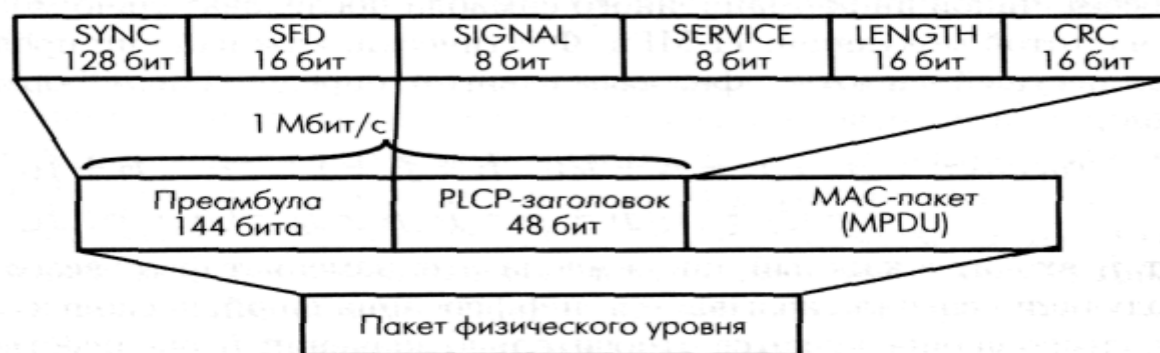 SYNC SFD SIGNAL SERVICE LENGTH CRC
128 бит 16 бит 8 бит 8 бит 16 бит 16 бит
1 Мбит/с
Преамбула PLCP-заголовок MAC-пакет
144 бита 48 бит (MPDU)
Пакет физического уровня